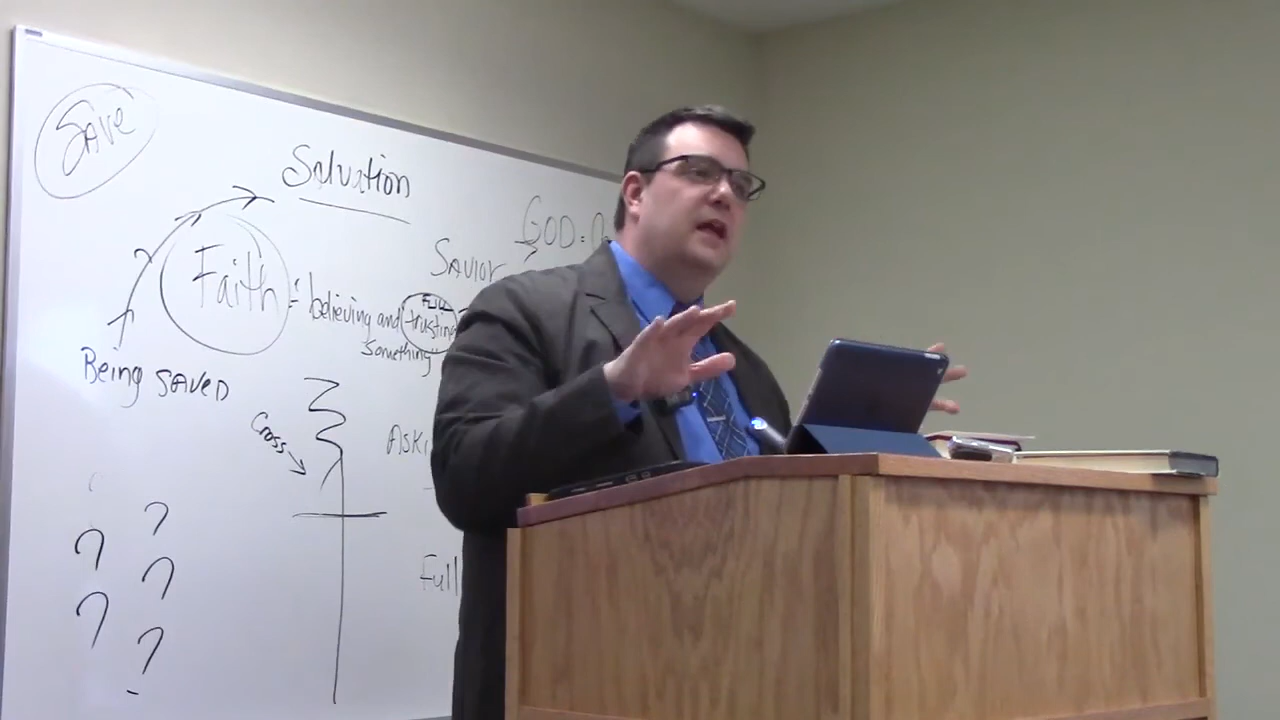 Save
Salvation
GOD =
Savior
Faith = believing and Full trusting
something"
Being SAVED
Cross
Full
? ?
? ?
? ?